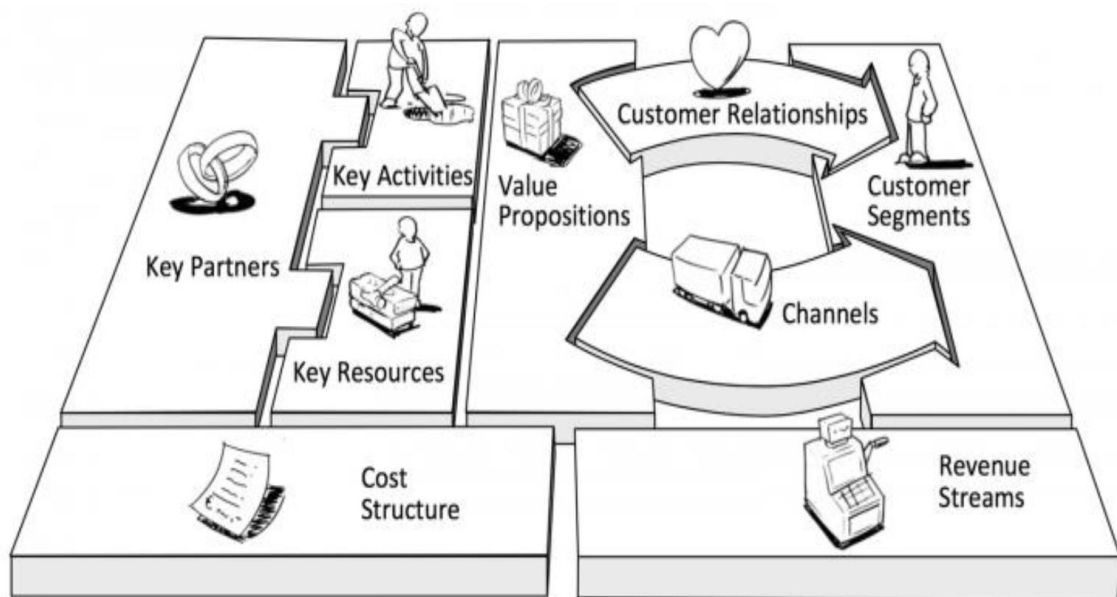 Key Partners
Key Activities
Key Resources
Value
Propositions
Customer Relationships
Channels
Customer
Segments
Cost
Structure
Revenue
Streams